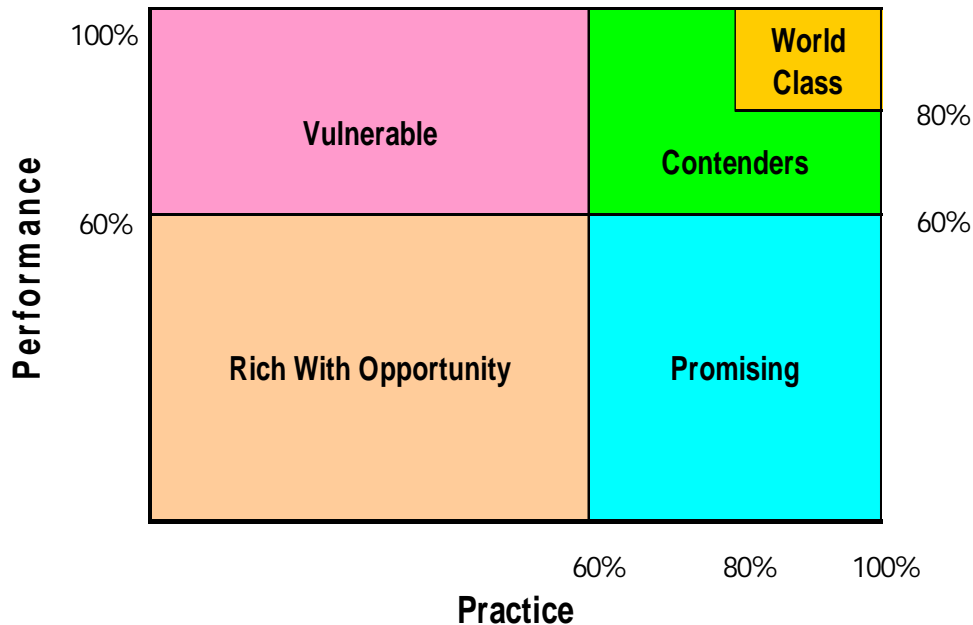 100%
World
Class
80%
Vulnerable
Contenders
Performance
60%
60%
Rich With Opportunity
Promising
60%
80%
100%
Practice